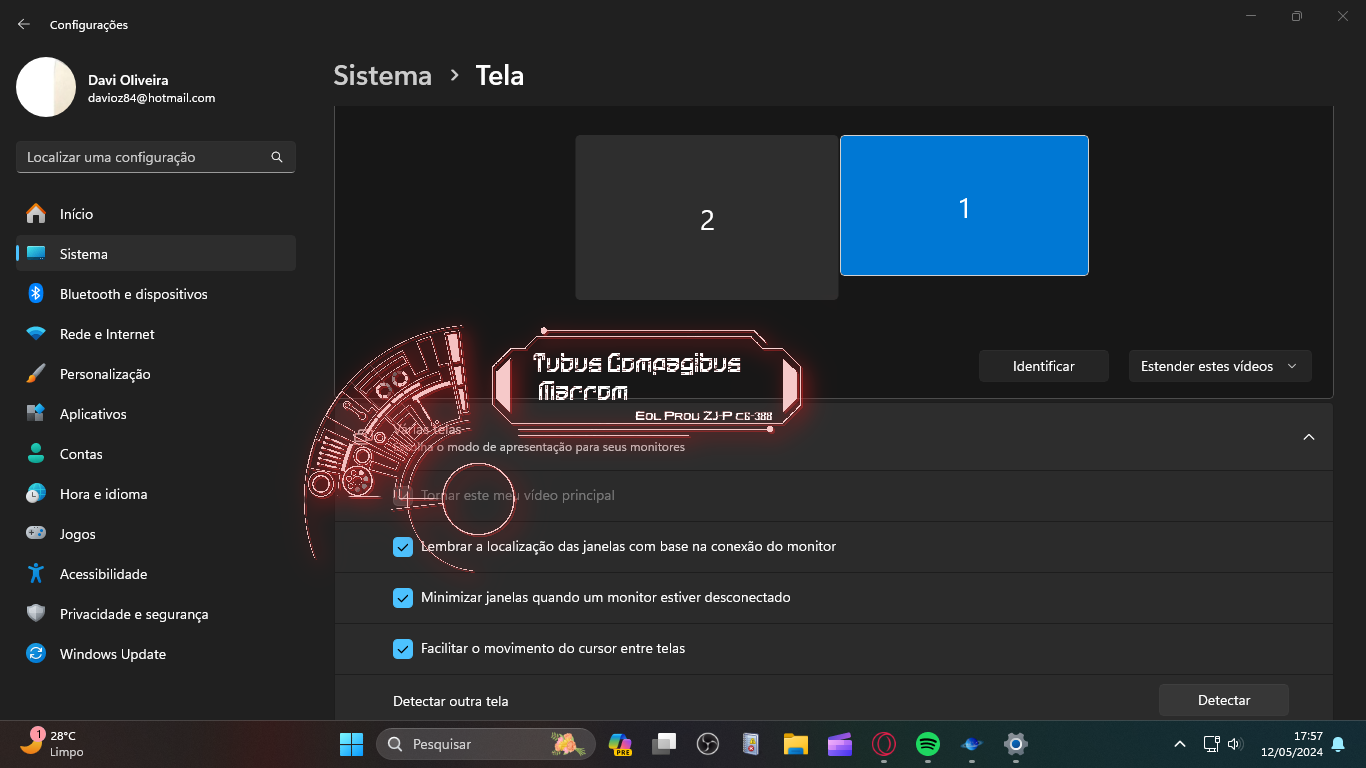 Configurações
Davi Oliveira
davioz84@hotmail.com
Localizar uma configuração
Início
Sistema
Bluetooth e dispositivos
Rede e Internet
Personalização
Aplicativos
Contas
Hora e idioma
Jogos
Acessibilidade
Privacidade e segurança
Windows Update
Sistema > Tela
2
1
Identificar
Estender estes vídeos
Tubus Compagibus
Marrom
Eol Prou ZJ-P CG-388
Várias telas
Escolha o modo de apresentação para seus monitores
Tornar este meu vídeo principal
Lembrar a localização das janelas com base na conexão do monitor
Minimizar janelas quando um monitor estiver desconectado
Facilitar o movimento do cursor entre telas
Detectar outra tela
Detectar
1
28°C
Limpo
Pesquisar
PRE
17:57
12/05/2024